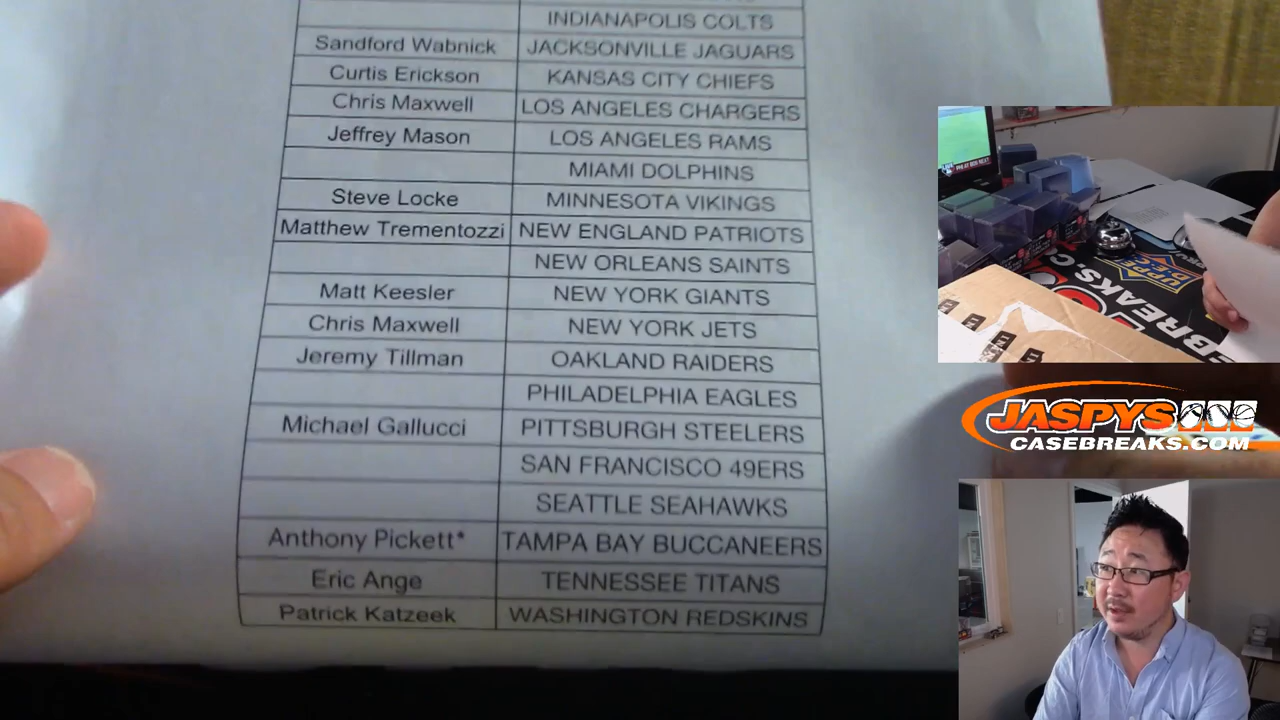 INDIANAPOLIS COLTS
Sandford Wabnick JACKSONVILLE JAGUARS
Curtis Erickson KANSAS CITY CHIEFS
Chris Maxwell LOS ANGELES CHARGERS
Jeffrey Mason LOS ANGELES RAMS
MIAMI DOLPHINS
Steve Locke MINNESOTA VIKINGS
Matthew Trementozzi NEW ENGLAND PATRIOTS
NEW ORLEANS SAINTS
Matt Keesler NEW YORK GIANTS
Chris Maxwell NEW YORK JETS
Jeremy Tillman OAKLAND RAIDERS
PHILADELPHIA EAGLES
Michael Gallucci PITTSBURGH STEELERS
SAN FRANCISCO 49ERS
SEATTLE SEAHAWKS
Anthony Pickett* TAMPA BAY BUCCANEERS
Eric Ange TENNESSEE TITANS
Patrick Katzeek WASHINGTON REDSKINS
UPPER
DECK
BREAKS.C
EBREAKS
JASPYS
CASEBREAKS.COM